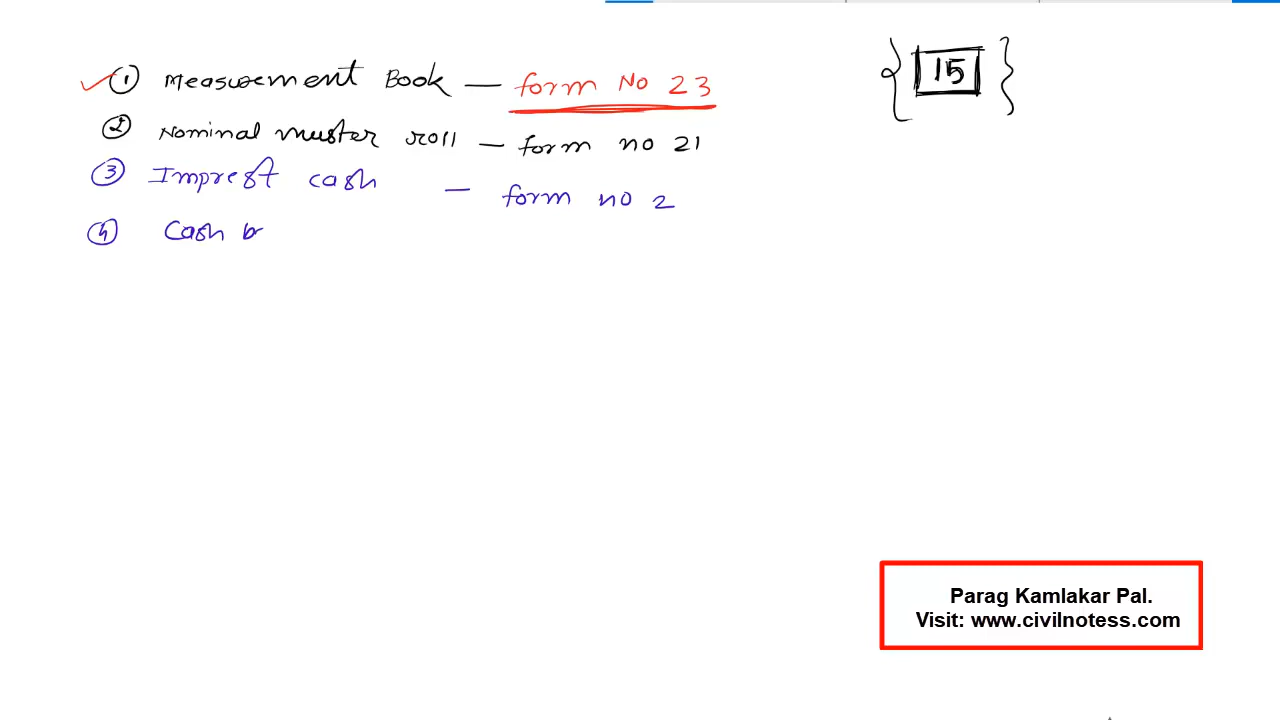 ① Measurement Book — form No 23
{ 15 }
② Nominal muster roll — form no 21
③ Imprest cash — form no 2
④ Cash b
Parag Kamlakar Pal.
Visit: www.civilnotess.com